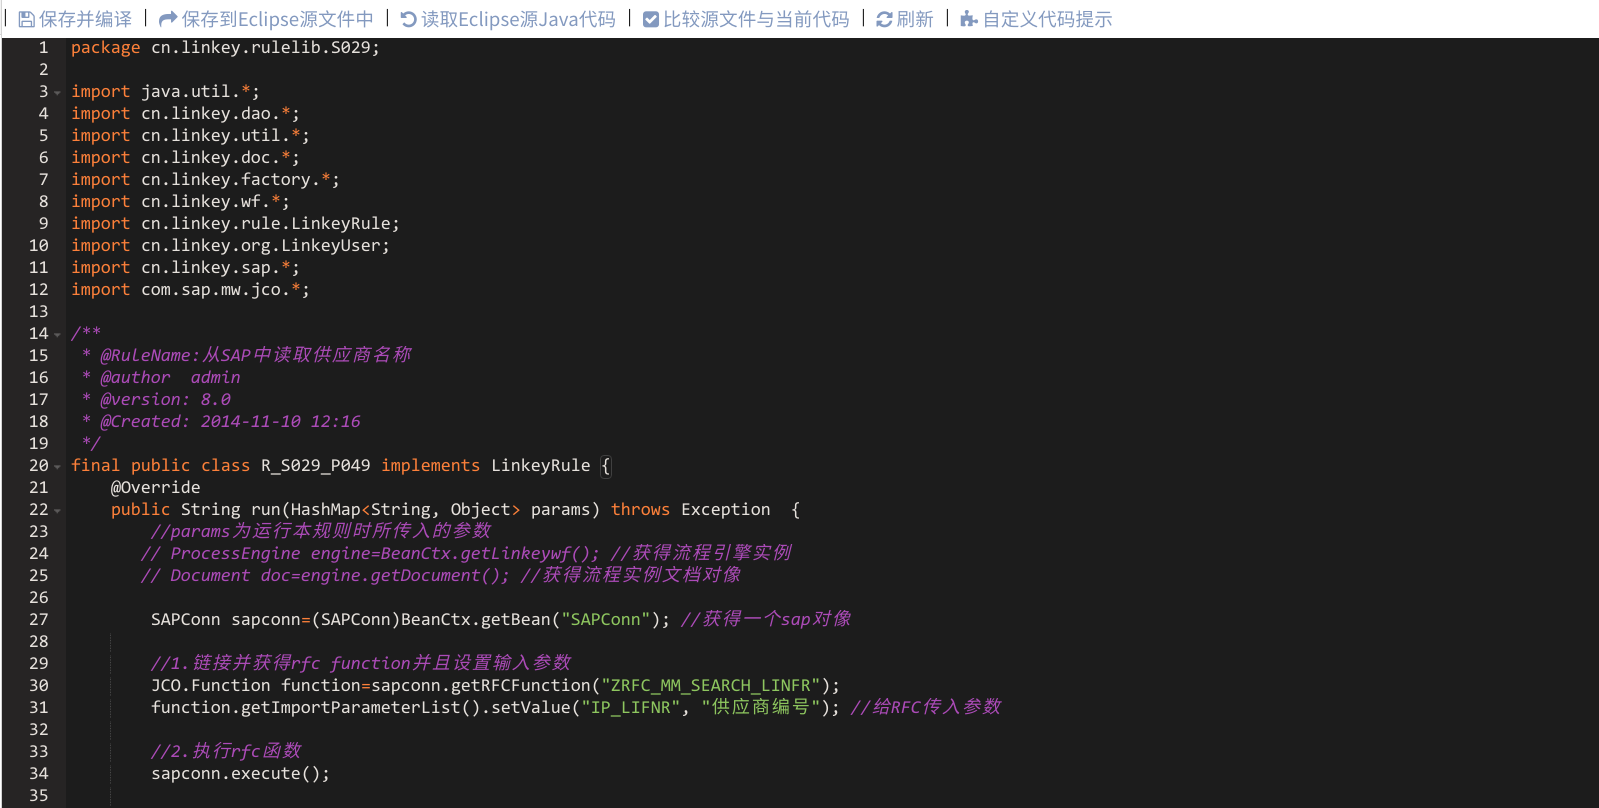 | 保存并编译 | 保存到Eclipse源文件中 | 读取Eclipse源Java代码 | 比较源文件与当前代码 | 刷新 | 自定义代码提示
1 package cn.linkey.rulelib.S029;
2
3 import java.util.*;
4 import cn.linkey.dao.*;
5 import cn.linkey.util.*;
6 import cn.linkey.doc.*;
7 import cn.linkey.factory.*;
8 import cn.linkey.wf.*;
9 import cn.linkey.rule.LinkeyRule;
10 import cn.linkey.org.LinkeyUser;
11 import cn.linkey.sap.*;
12 import com.sap.mw.jco.*;
13
14 /**
15  * @RuleName:从SAP中读取供应商名称
16  * @author  admin
17  * @version: 8.0
18  * @Created: 2014-11-10 12:16
19  */
20 final public class R_S029_P049 implements LinkeyRule {
21     @Override
22     public String run(HashMap<String, Object> params) throws Exception  {
23         //params为运行本规则时所传入的参数
24        // ProcessEngine engine=BeanCtx.getLinkeywf(); //获得流程引擎实例
25        // Document doc=engine.getDocument(); //获得流程实例文档对像
26
27         SAPConn sapconn=(SAPConn)BeanCtx.getBean("SAPConn"); //获得一个sap对像
28
29         //1.链接并获得rfc function并且设置输入参数
30         JCO.Function function=sapconn.getRFCFunction("ZRFC_MM_SEARCH_LINFR");
31         function.getImportParameterList().setValue("IP_LIFNR", "供应商编号"); //给RFC传入参数
32
33         //2.执行rfc函数
34         sapconn.execute();
35